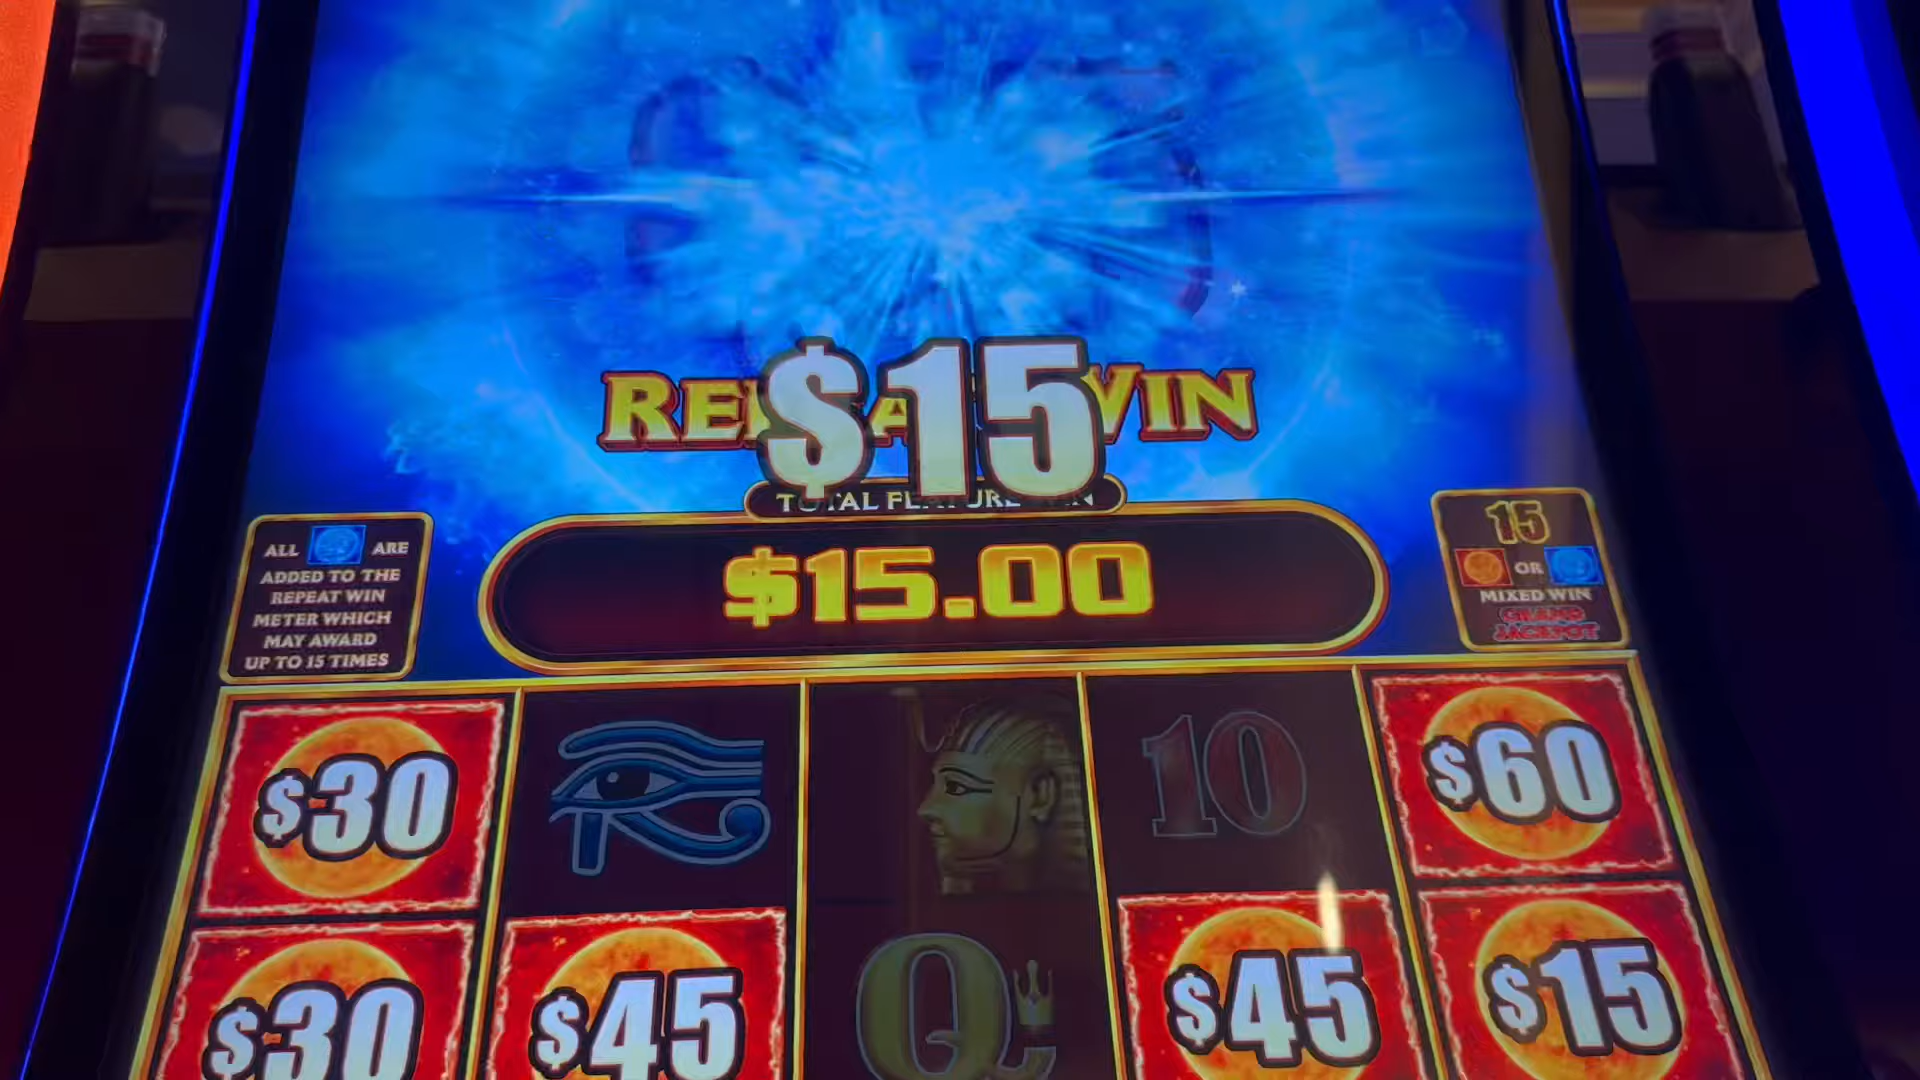 $15
TOTAL FEATURE WIN
$15.00
ALL ARE
ADDED TO THE
REPEAT WIN
METER WHICH
MAY AWARD
UP TO 15 TIMES
15
OR
MIXED WIN
GRAND
JACKPOT
$30
10
$60
$30
$45
Q
$45
$15